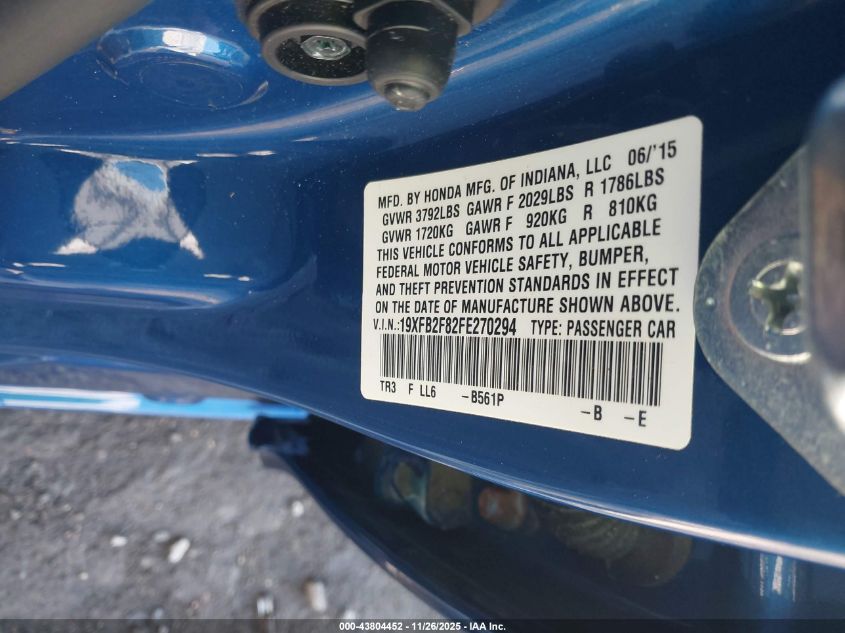 MFD. BY HONDA MFG. OF INDIANA, LLC 06/'15
GVWR 3792LBS GAWR F 2029LBS R 1786LBS
GVWR 1720KG GAWR F 920KG R 810KG
THIS VEHICLE CONFORMS TO ALL APPLICABLE
FEDERAL MOTOR VEHICLE SAFETY, BUMPER,
AND THEFT PREVENTION STANDARDS IN EFFECT
ON THE DATE OF MANUFACTURE SHOWN ABOVE.
V.I.N.:19XFB2F82FE270294 TYPE: PASSENGER CAR
TR3 F LL6 -B561P -B -E
000-43804452 - 11/26/2025 - IAA Inc.